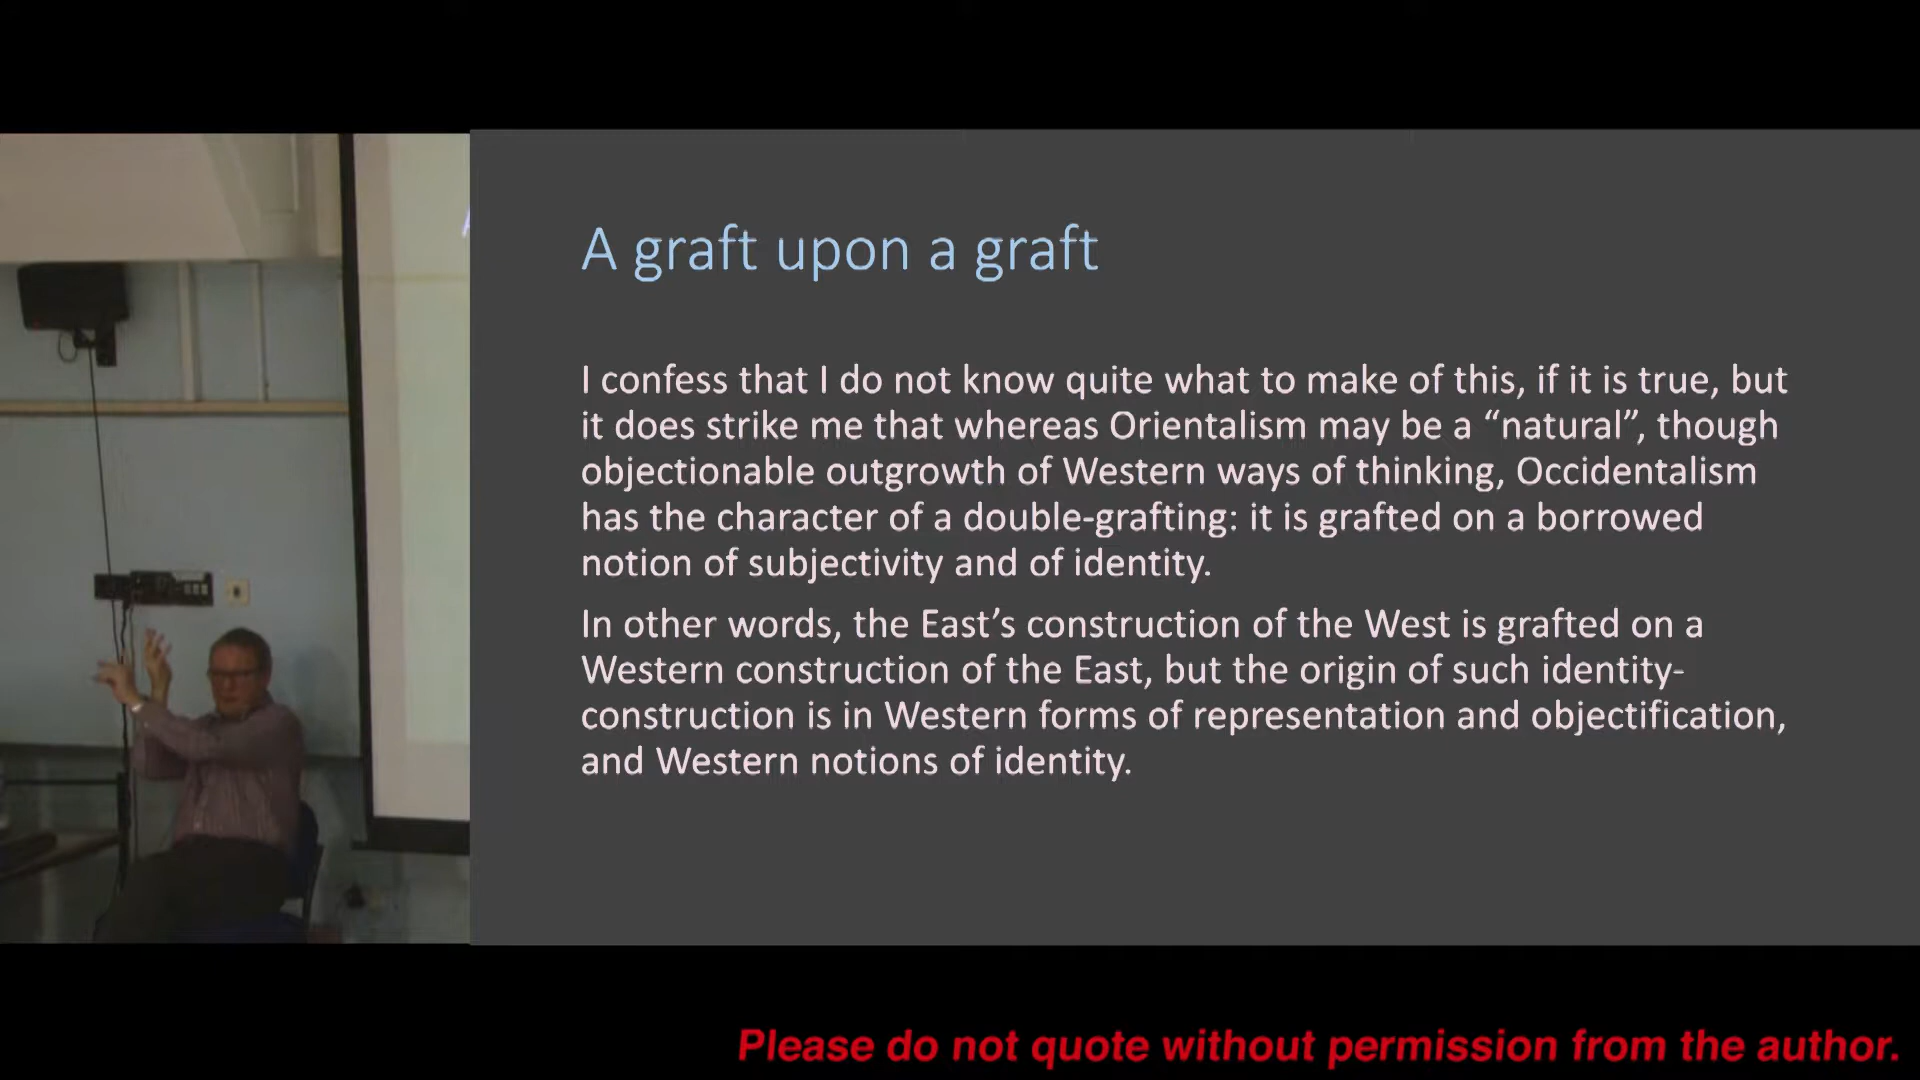 A graft upon a graft
I confess that I do not know quite what to make of this, if it is true, but
it does strike me that whereas Orientalism may be a “natural”, though
objectionable outgrowth of Western ways of thinking, Occidentalism
has the character of a double-grafting: it is grafted on a borrowed
notion of subjectivity and of identity.
In other words, the East’s construction of the West is grafted on a
Western construction of the East, but the origin of such identity-
construction is in Western forms of representation and objectification,
and Western notions of identity.
Please do not quote without permission from the author.